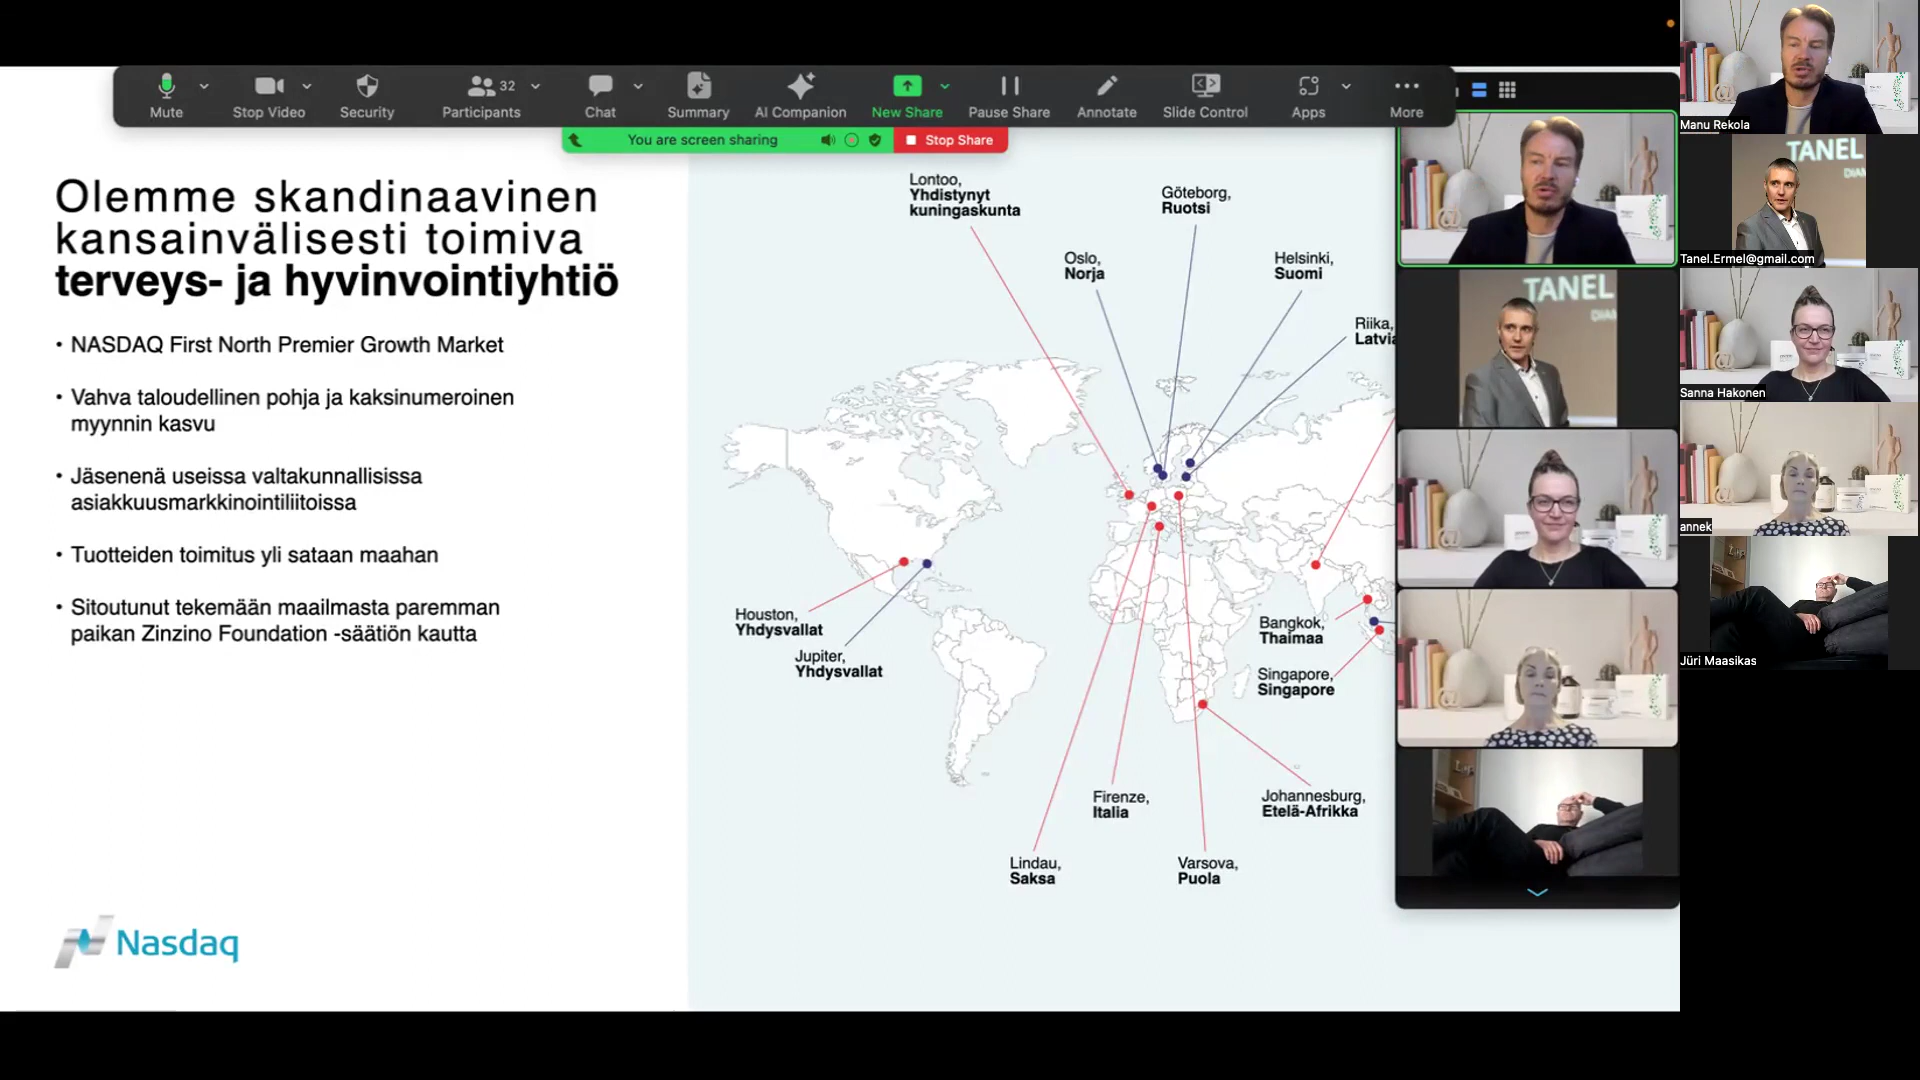 Mute
Stop Video
Security
32
Participants
Chat
Summary
AI Companion
New Share
Pause Share
Annotate
Slide Control
Apps
More
You are screen sharing
Stop Share
Olemme skandinaavinen
kansainvälisesti toimiva
terveys- ja hyvinvointiyhtiö
• NASDAQ First North Premier Growth Market
• Vahva taloudellinen pohja ja kaksinumeroinen
myynnin kasvu
• Jäsenenä useissa valtakunnallisissa
asiakkuusmarkkinointiliitoissa
• Tuotteiden toimitus yli sataan maahan
• Sitoutunut tekemään maailmasta paremman
paikan Zinzino Foundation -säätiön kautta
Nasdaq
Lontoo,
Yhdistynyt
kuningaskunta
Göteborg,
Ruotsi
Oslo,
Norja
Helsinki,
Suomi
Riika,
Latvia
Houston,
Yhdysvallat
Jupiter,
Yhdysvallat
Bangkok,
Thaimaa
Singapore,
Singapore
Firenze,
Italia
Johannesburg,
Etelä-Afrikka
Lindau,
Saksa
Varsova,
Puola
TANEL
DIAM
Manu Rekola
TANEL
DIAM
Tanel.Ermel@gmail.com
Sanna Hakonen
annek
Jüri Maasikas